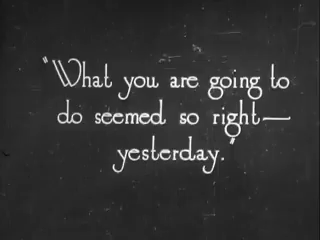 "What you are going to
do seemed so right—
yesterday."